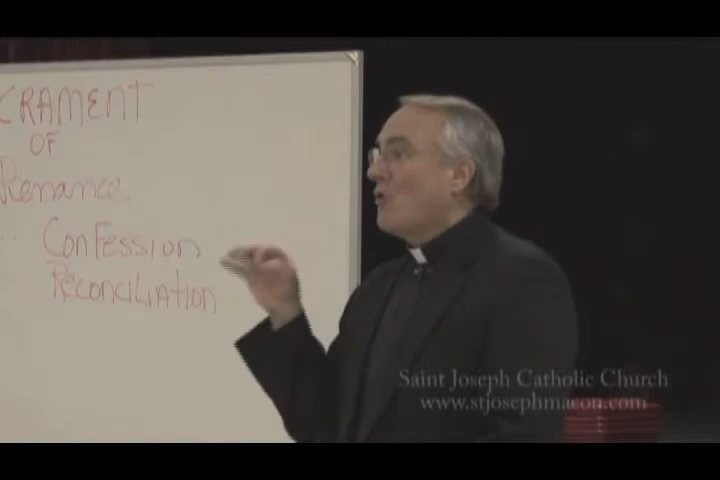 CRAMENT
OF
Penance
.. Confession
Reconciliation
Saint Joseph Catholic Church
www.stjosephmacon.com